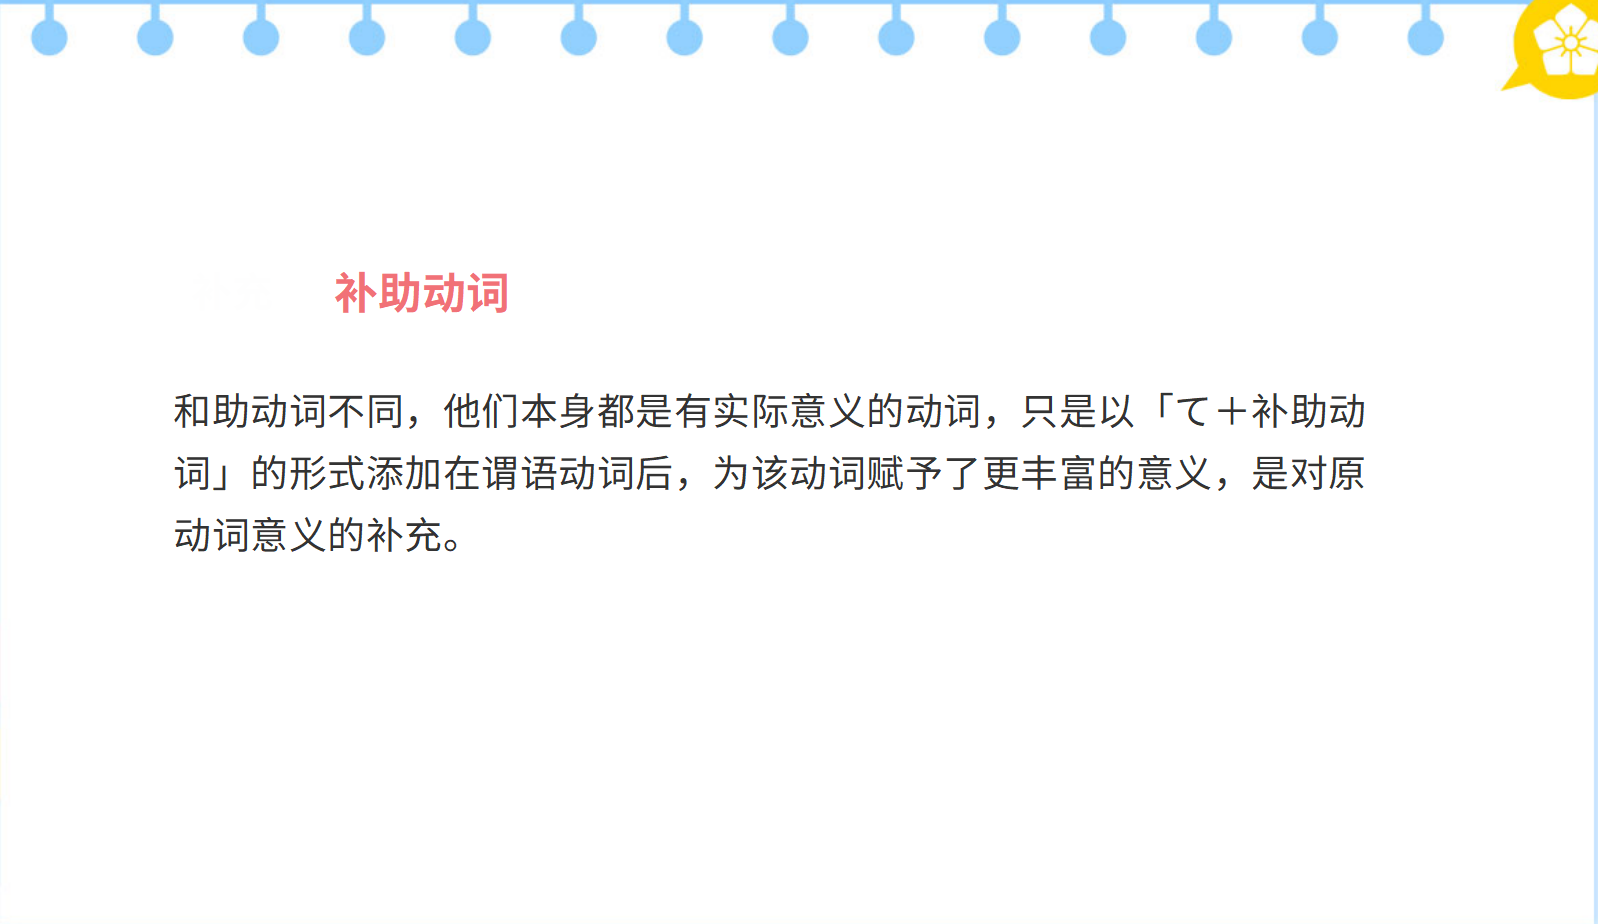 补助动词
和助动词不同，他们本身都是有实际意义的动词，只是以「て＋补助动
词」的形式添加在谓语动词后，为该动词赋予了更丰富的意义，是对原
动词意义的补充。